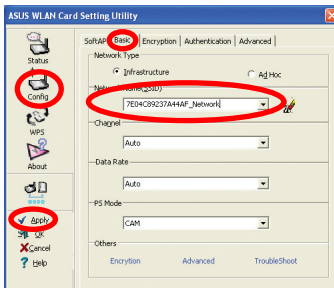 ASUS WLAN Card Setting Utility
Status
Config
WPS
About
Apply
OK
Cancel
Help
SoftAP Basic Encryption Authentication Advanced
Network Type
Infrastructure
Ad Hoc
Network Name(SSID)
7E04C89237A44AF_Network
Channel
Auto
Data Rate
Auto
PS Mode
CAM
Others
Encrytion Advanced TroubleShoot